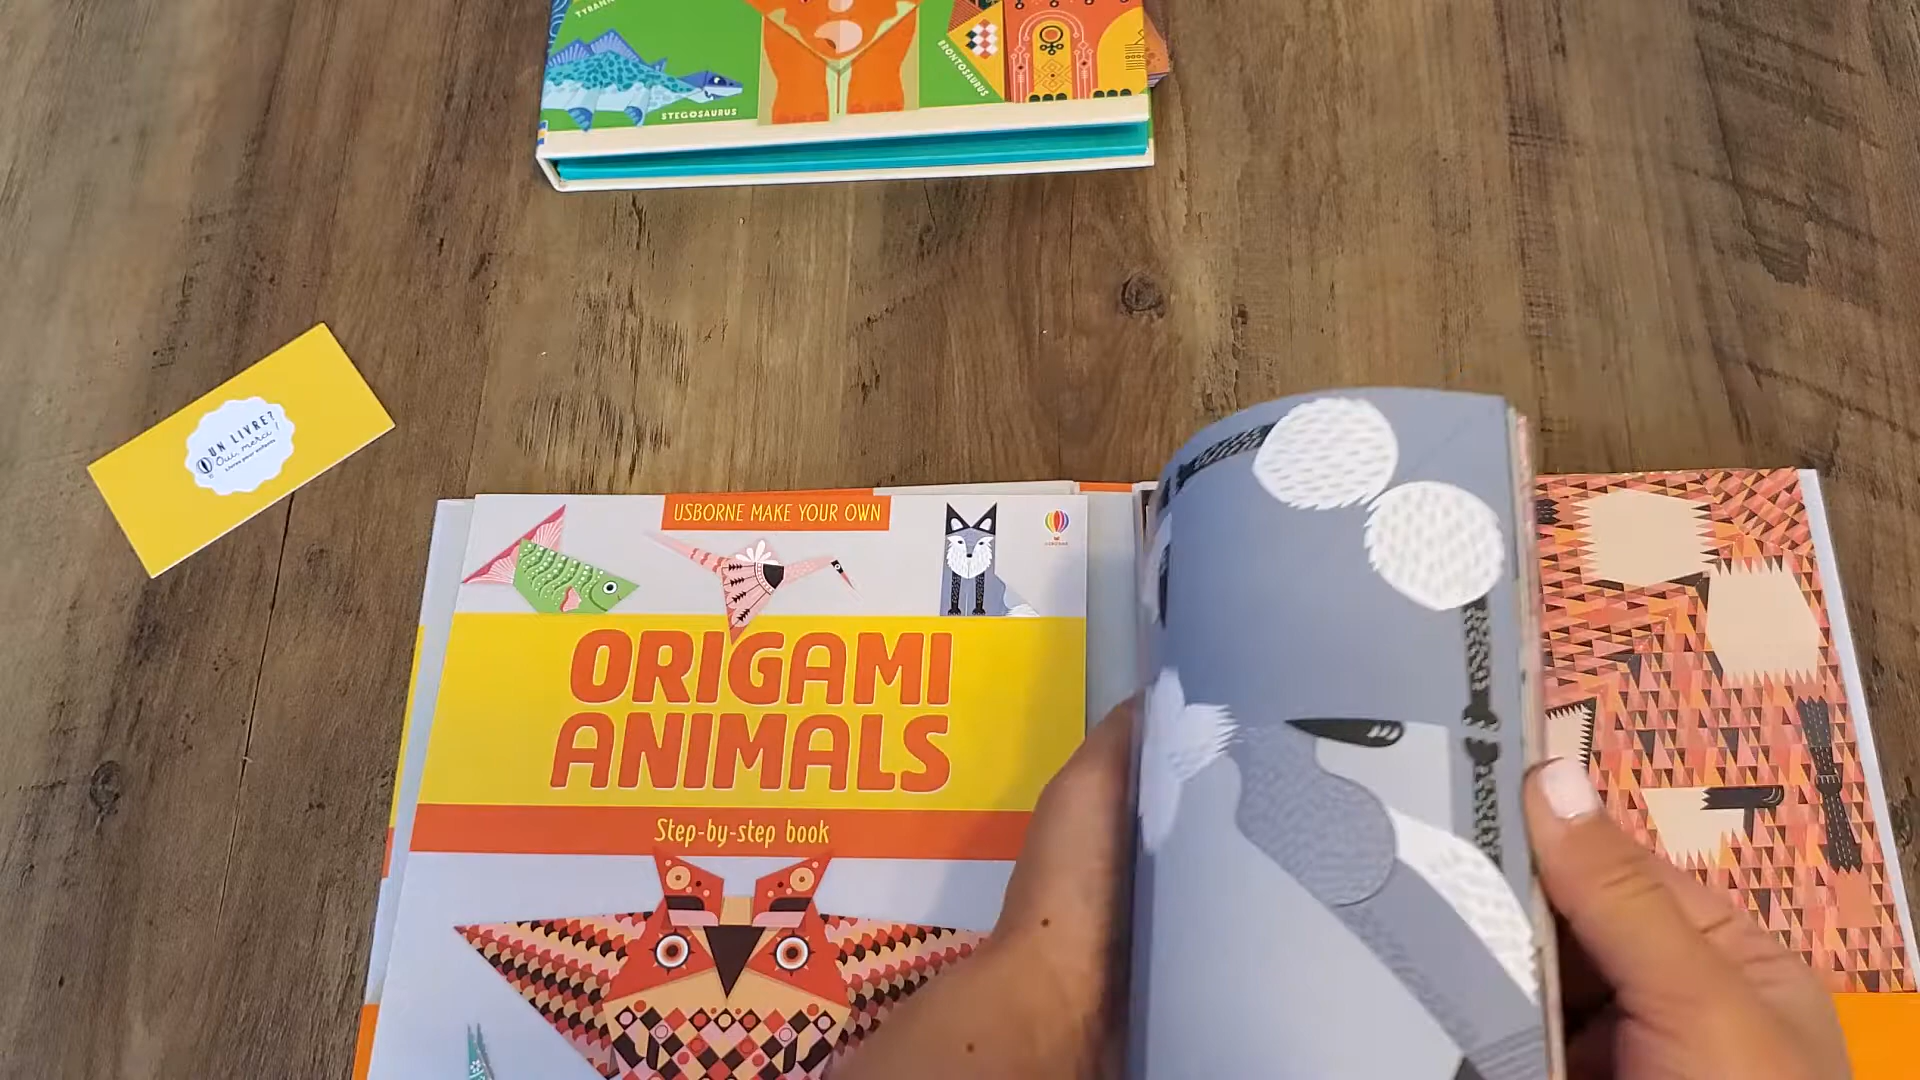 STEGOSAURUS
BRONTOSAURUS
UN LIVRE?
Oui, merci!
USBORNE MAKE YOUR OWN
ORIGAMI
ANIMALS
Step-by-step book